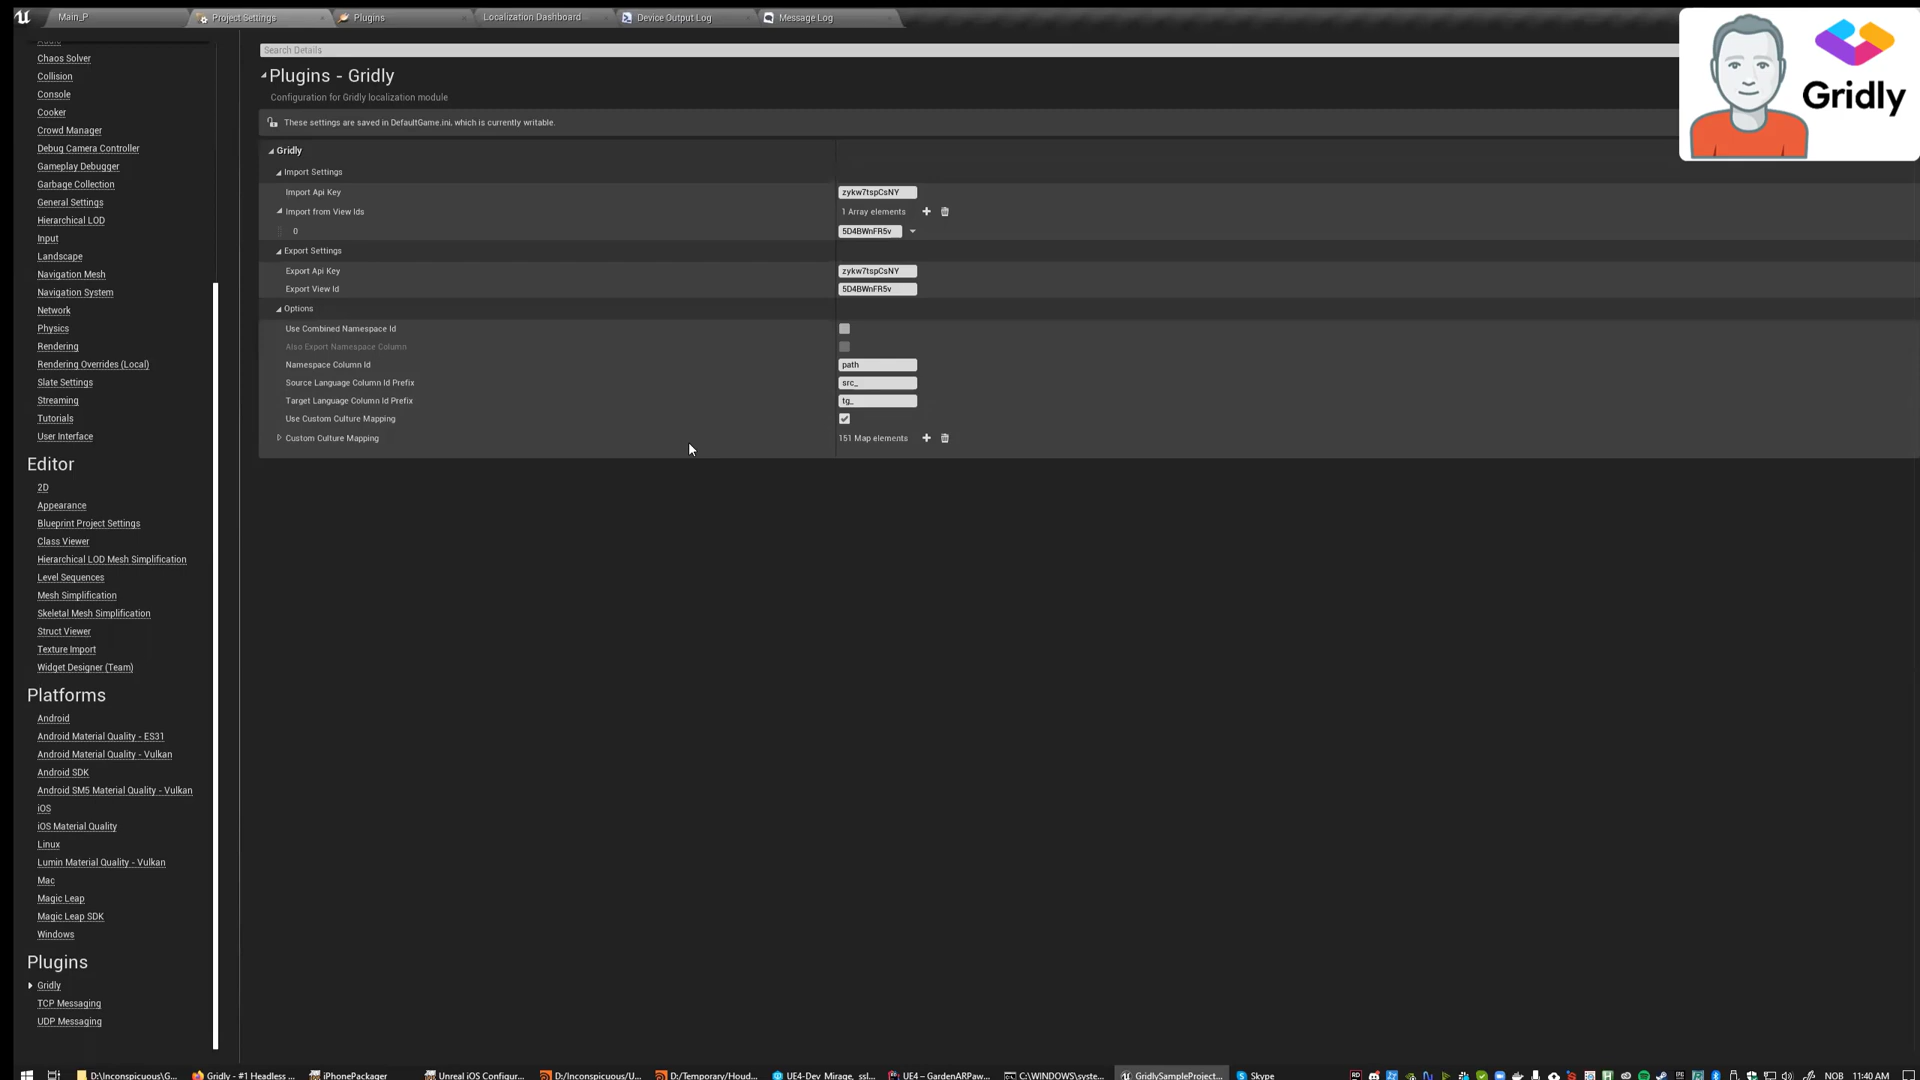 Main_P
Project Settings
Plugins
Localization Dashboard
Device Output Log
Message Log
Gridly
Chaos Solver
Collision
Console
Cooker
Crowd Manager
Debug Camera Controller
Gameplay Debugger
Garbage Collection
General Settings
Hierarchical LOD
Input
Landscape
Navigation Mesh
Navigation System
Network
Physics
Rendering
Rendering Overrides (Local)
Slate Settings
Streaming
Tutorials
User Interface
Editor
2D
Appearance
Blueprint Project Settings
Class Viewer
Hierarchical LOD Mesh Simplification
Level Sequences
Mesh Simplification
Skeletal Mesh Simplification
Struct Viewer
Texture Import
Widget Designer (Team)
Platforms
Android
Android Material Quality - ES31
Android Material Quality - Vulkan
Android SDK
Android SM5 Material Quality - Vulkan
iOS
iOS Material Quality
Linux
Lumin Material Quality - Vulkan
Mac
Magic Leap
Magic Leap SDK
Windows
Plugins
Gridly
TCP Messaging
UDP Messaging
Search Details
Plugins - Gridly
Configuration for Gridly localization module
These settings are saved in DefaultGame.ini, which is currently writable.
Gridly
Import Settings
Import Api Key zykw7tspCsNY
Import from View Ids 1 Array elements
0 5D4BWnFR5v
Export Settings
Export Api Key zykw7tspCsNY
Export View Id 5D4BWnFR5v
Options
Use Combined Namespace Id
Also Export Namespace Column
Namespace Column Id path
Source Language Column Id Prefix src_
Target Language Column Id Prefix tg_
Use Custom Culture Mapping
Custom Culture Mapping 151 Map elements
D:\Inconspicuous\G...
Gridly - #1 Headless ...
iPhonePackager
Unreal iOS Configur...
D:/Inconspicuous/U...
D:/Temporary/Houd...
UE4-Dev_Mirage_ssl...
UE4 – GardenARPaw...
C:\WINDOWS\syste...
GridlySampleProject...
Skype
NOB
11:40 AM